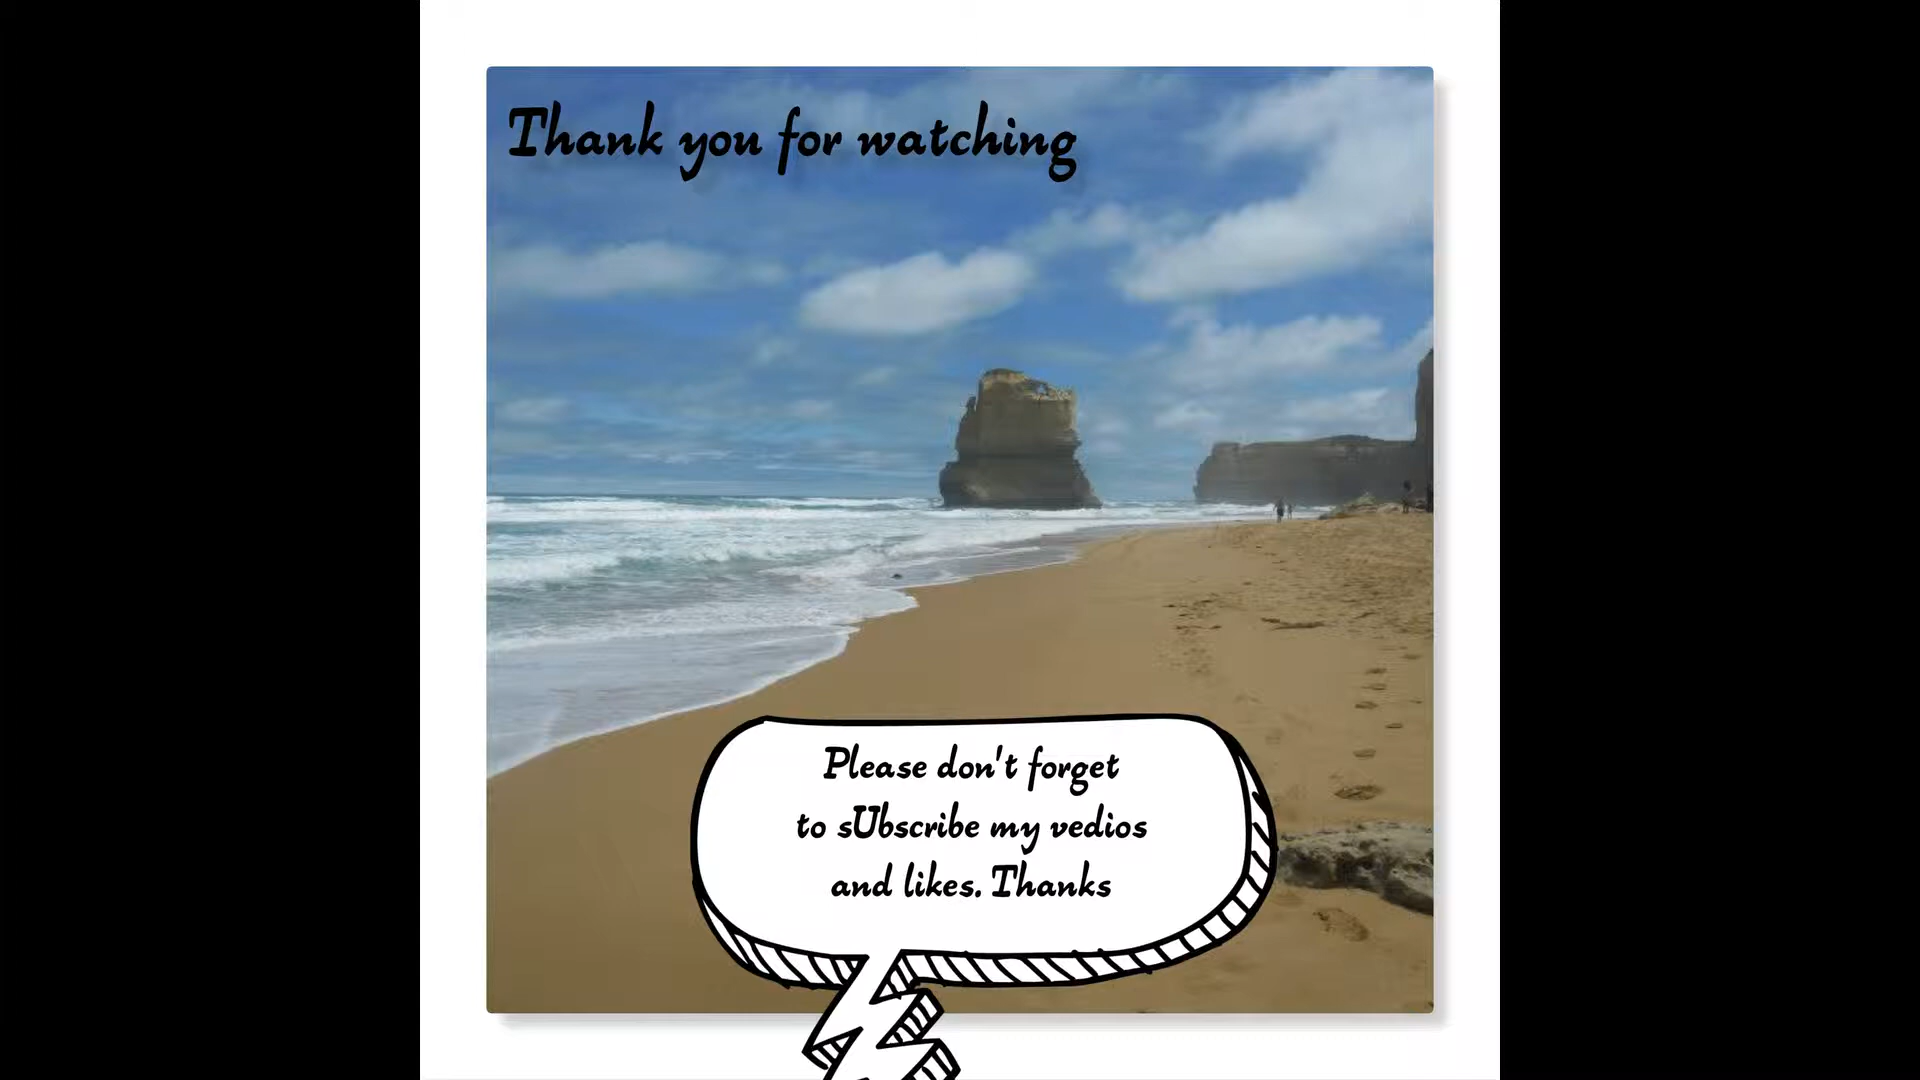 Thank you for watching
Please don't forget
to sUbscribe my vedios
and likes. Thanks